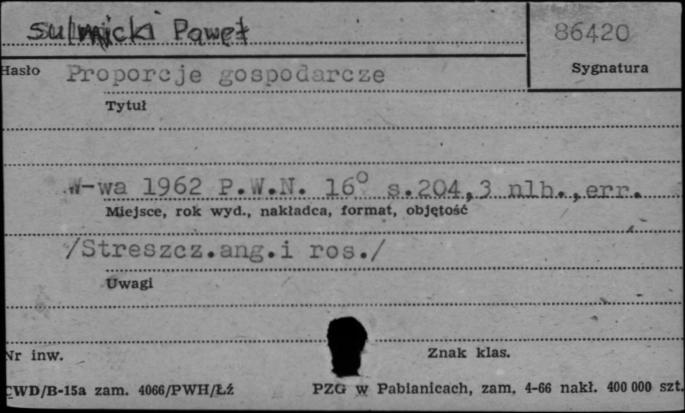 Sulmicki Paweł
86420
Hasło
Sygnatura
Proporcje gospodarcze
Tytuł
W-wa 1962 P.W.N. 16° s.204,3 nlb.,err.
Miejsce, rok wyd., nakładca, format, objętość
/Streszcz.ang.i ros./
Uwagi
Nr inw.
Znak klas.
CWD/B-15a zam. 4066/PWH/Łź
PZG w Pabianicach, zam. 4-66 nakł. 400 000 szt.